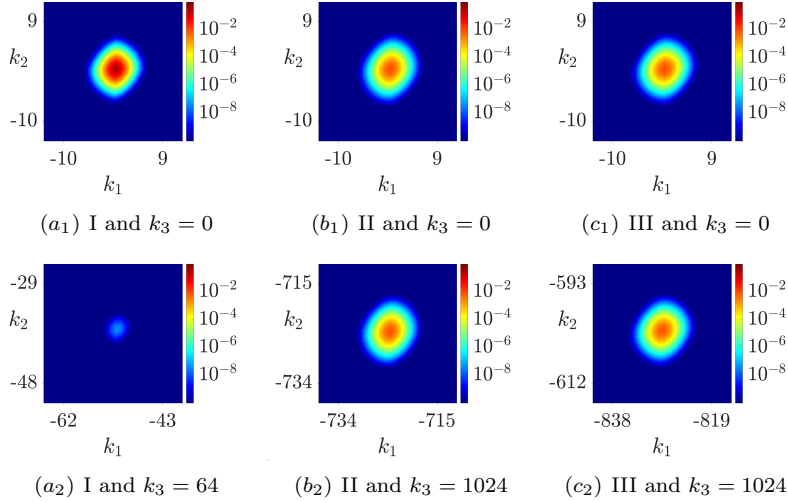 9
k2
-10
-10 9
k1
10^-2
10^-4
10^-6
10^-8
(a1) I and k3 = 0
9
k2
-10
-10 9
k1
10^-2
10^-4
10^-6
10^-8
(b1) II and k3 = 0
9
k2
-10
-10 9
k1
10^-2
10^-4
10^-6
10^-8
(c1) III and k3 = 0
-29
k2
-48
-62 -43
k1
10^-2
10^-4
10^-6
10^-8
(a2) I and k3 = 64
-715
k2
-734
-734 -715
k1
10^-2
10^-4
10^-6
10^-8
(b2) II and k3 = 1024
-593
k2
-612
-838 -819
k1
10^-2
10^-4
10^-6
10^-8
(c2) III and k3 = 1024